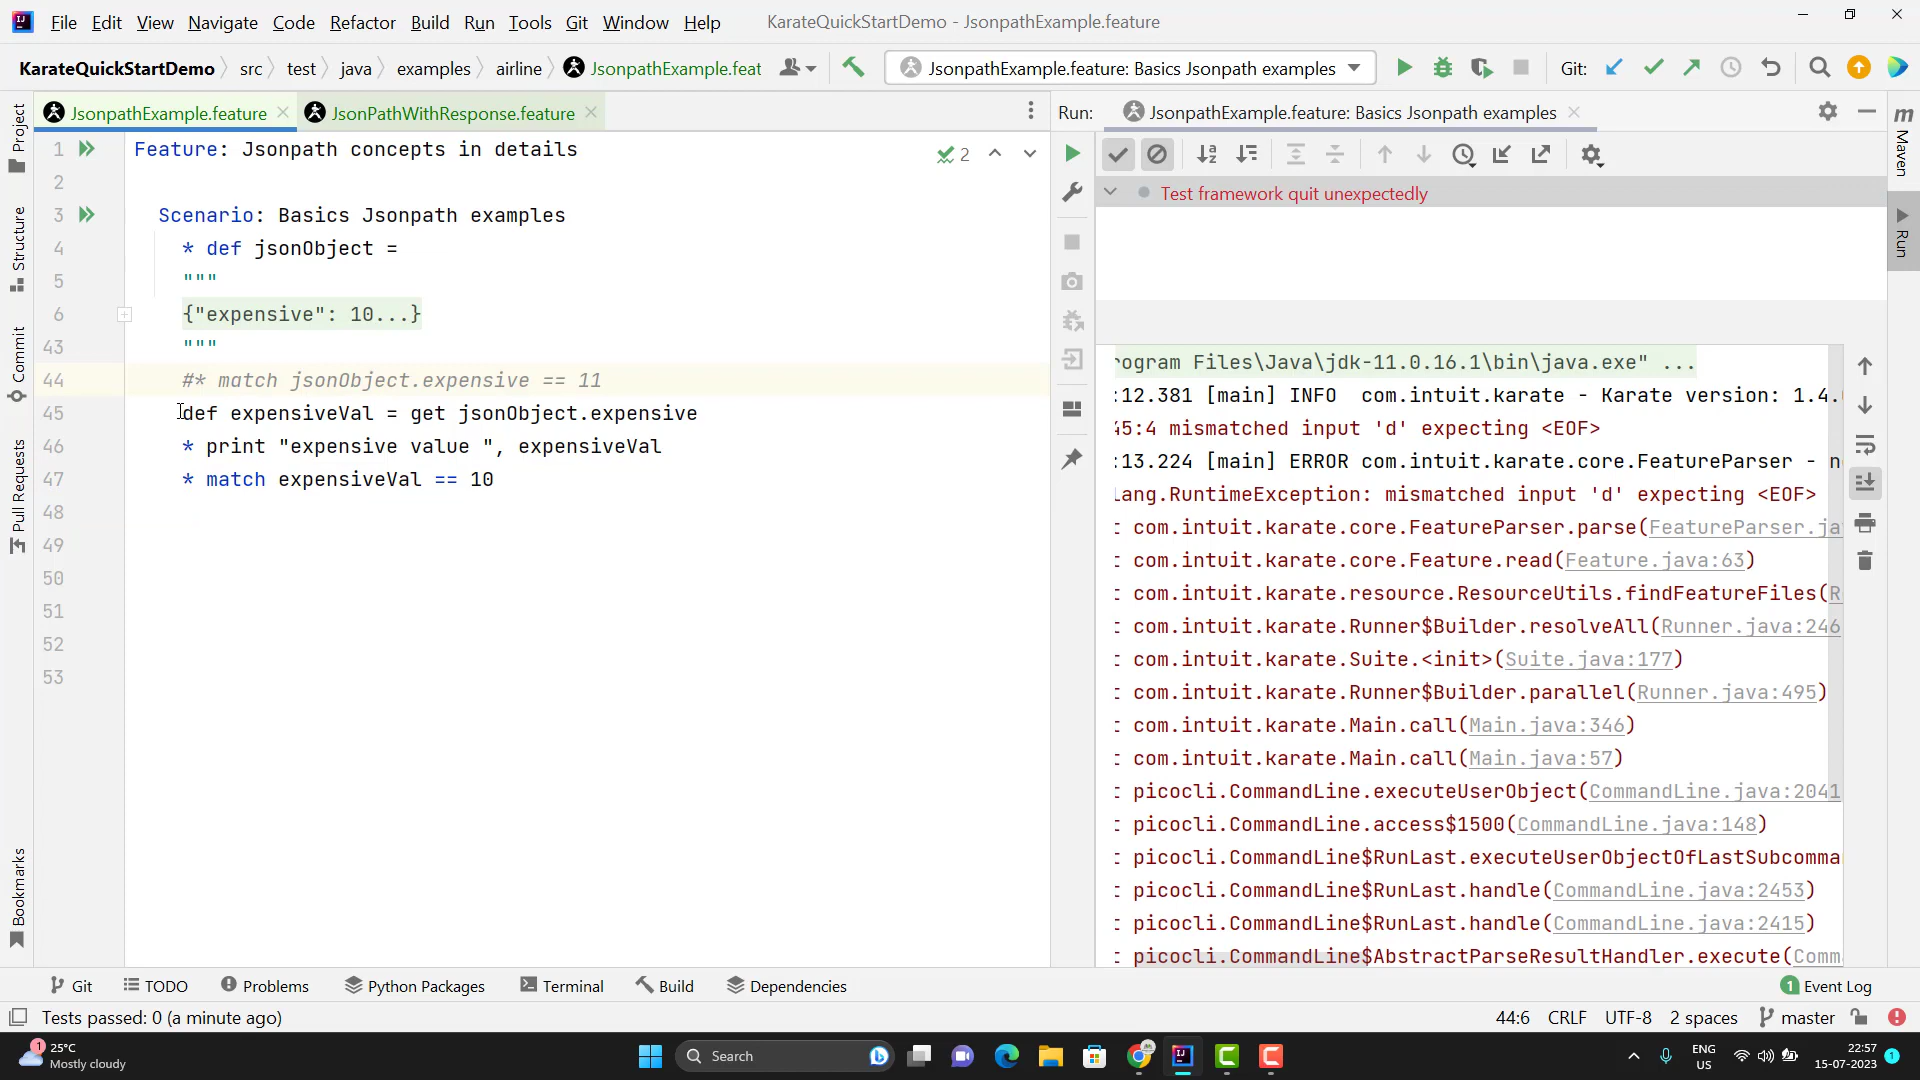 File Edit View Navigate Code Refactor Build Run Tools Git Window Help KarateQuickStartDemo - JsonpathExample.feature
KarateQuickStartDemo src test java examples airline JsonpathExample.feat JsonpathExample.feature: Basics Jsonpath examples Git:
JsonpathExample.feature JsonPathWithResponse.feature Run: JsonpathExample.feature: Basics Jsonpath examples
Project
Structure
Commit
Pull Requests
Bookmarks
1 Feature: Jsonpath concepts in details
2
2
3 Scenario: Basics Jsonpath examples
4 * def jsonObject =
5 """
6 {"expensive": 10...}
43 """
44 #* match jsonObject.expensive == 11
45 def expensiveVal = get jsonObject.expensive
46 * print "expensive value ", expensiveVal
47 * match expensiveVal == 10
48
49
50
51
52
53
Test framework quit unexpectedly
rogram Files\Java\jdk-11.0.16.1\bin\java.exe" ...
:12.381 [main] INFO com.intuit.karate - Karate version: 1.4.
45:4 mismatched input 'd' expecting <EOF>
:13.224 [main] ERROR com.intuit.karate.core.FeatureParser - n
lang.RuntimeException: mismatched input 'd' expecting <EOF>
t com.intuit.karate.core.FeatureParser.parse(FeatureParser.ja
t com.intuit.karate.core.Feature.read(Feature.java:63)
t com.intuit.karate.resource.ResourceUtils.findFeatureFiles(R
t com.intuit.karate.Runner$Builder.resolveAll(Runner.java:246
t com.intuit.karate.Suite.<init>(Suite.java:177)
t com.intuit.karate.Runner$Builder.parallel(Runner.java:495)
t com.intuit.karate.Main.call(Main.java:346)
t com.intuit.karate.Main.call(Main.java:57)
t picocli.CommandLine.executeUserObject(CommandLine.java:2041
t picocli.CommandLine.access$1500(CommandLine.java:148)
t picocli.CommandLine$RunLast.executeUserObjectOfLastSubcomma
t picocli.CommandLine$RunLast.handle(CommandLine.java:2453)
t picocli.CommandLine$RunLast.handle(CommandLine.java:2415)
t picocli.CommandLine$AbstractParseResultHandler.execute(Comm
m Maven
Run
Git TODO Problems Python Packages Terminal Build Dependencies 1 Event Log
Tests passed: 0 (a minute ago) 44:6 CRLF UTF-8 2 spaces master
1 25°C
Mostly cloudy
Search
ENG
US
22:57
15-07-2023
1